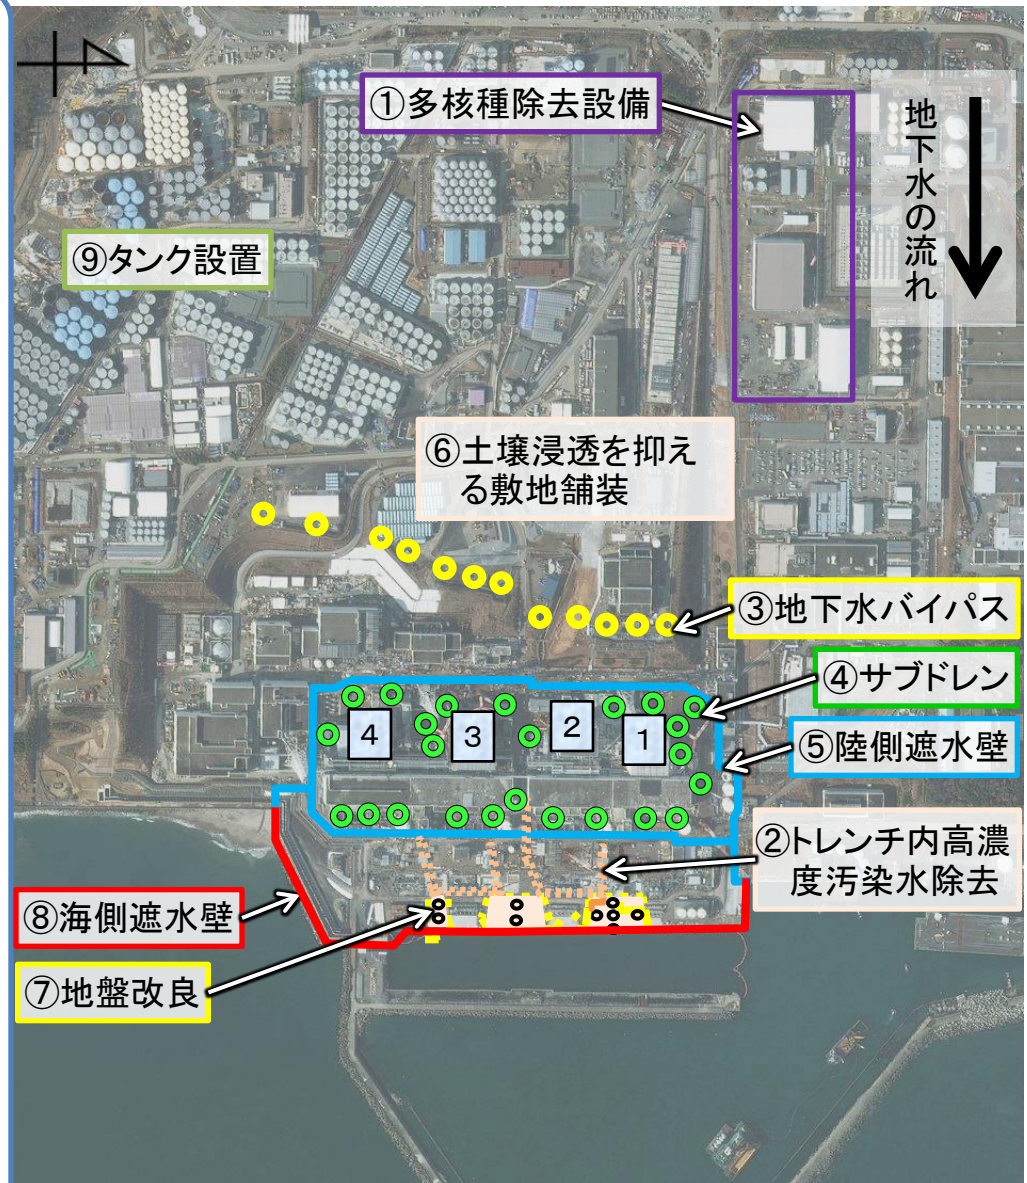 ①多核種除去設備
地下水の流れ
⑨タンク設置
⑥土壌浸透を抑え
る敷地舗装
③地下水バイパス
④サブドレン
4
3
2
1
⑤陸側遮水壁
②トレンチ内高濃
度汚染水除去
⑧海側遮水壁
⑦地盤改良